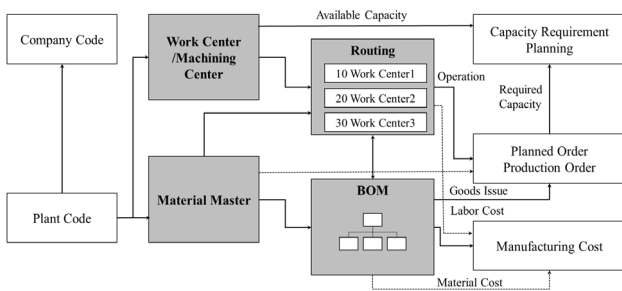 Company Code
Work Center
/Machining
Center
Available Capacity
Capacity Requirement
Planning
Routing
10 Work Center1
20 Work Center2
30 Work Center3
Operation
Required
Capacity
Planned Order
Production Order
Plant Code
Material Master
BOM
Goods Issue
Labor Cost
Manufacturing Cost
Material Cost